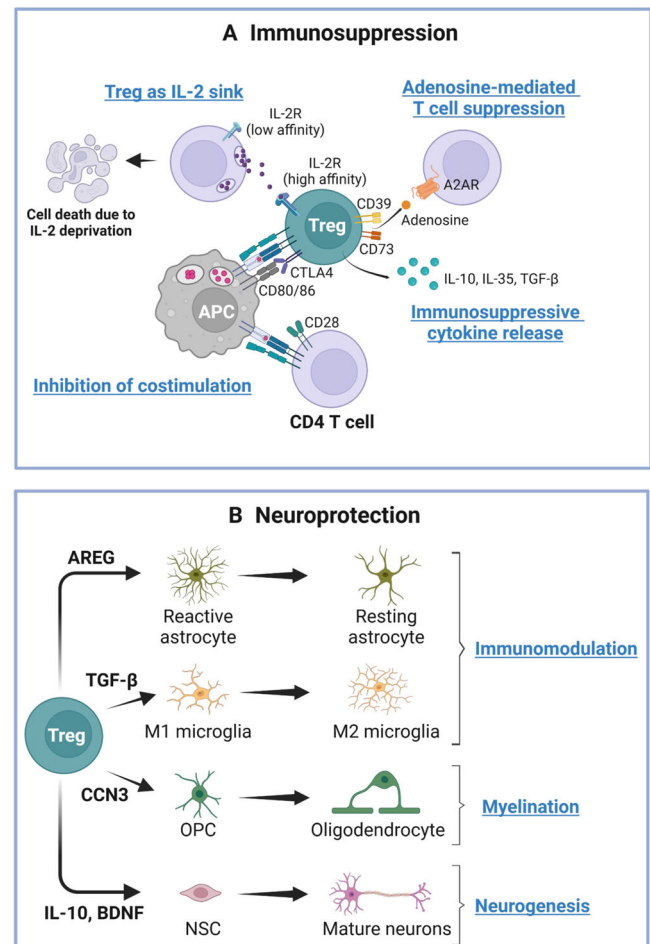 A Immunosuppression
Treg as IL-2 sink
Adenosine-mediated
T cell suppression
IL-2R
(low affinity)
IL-2R
(high affinity)
A2AR
CD39
Treg
Adenosine
CD73
Cell death due to
IL-2 deprivation
CTLA4
CD80/86
IL-10, IL-35, TGF-β
APC
CD28
Immunosuppressive
cytokine release
Inhibition of costimulation
CD4 T cell
B Neuroprotection
AREG
Reactive
astrocyte
Resting
astrocyte
Immunomodulation
TGF-β
Treg
M1 microglia
M2 microglia
CCN3
OPC
Oligodendrocyte
Myelination
IL-10, BDNF
NSC
Mature neurons
Neurogenesis